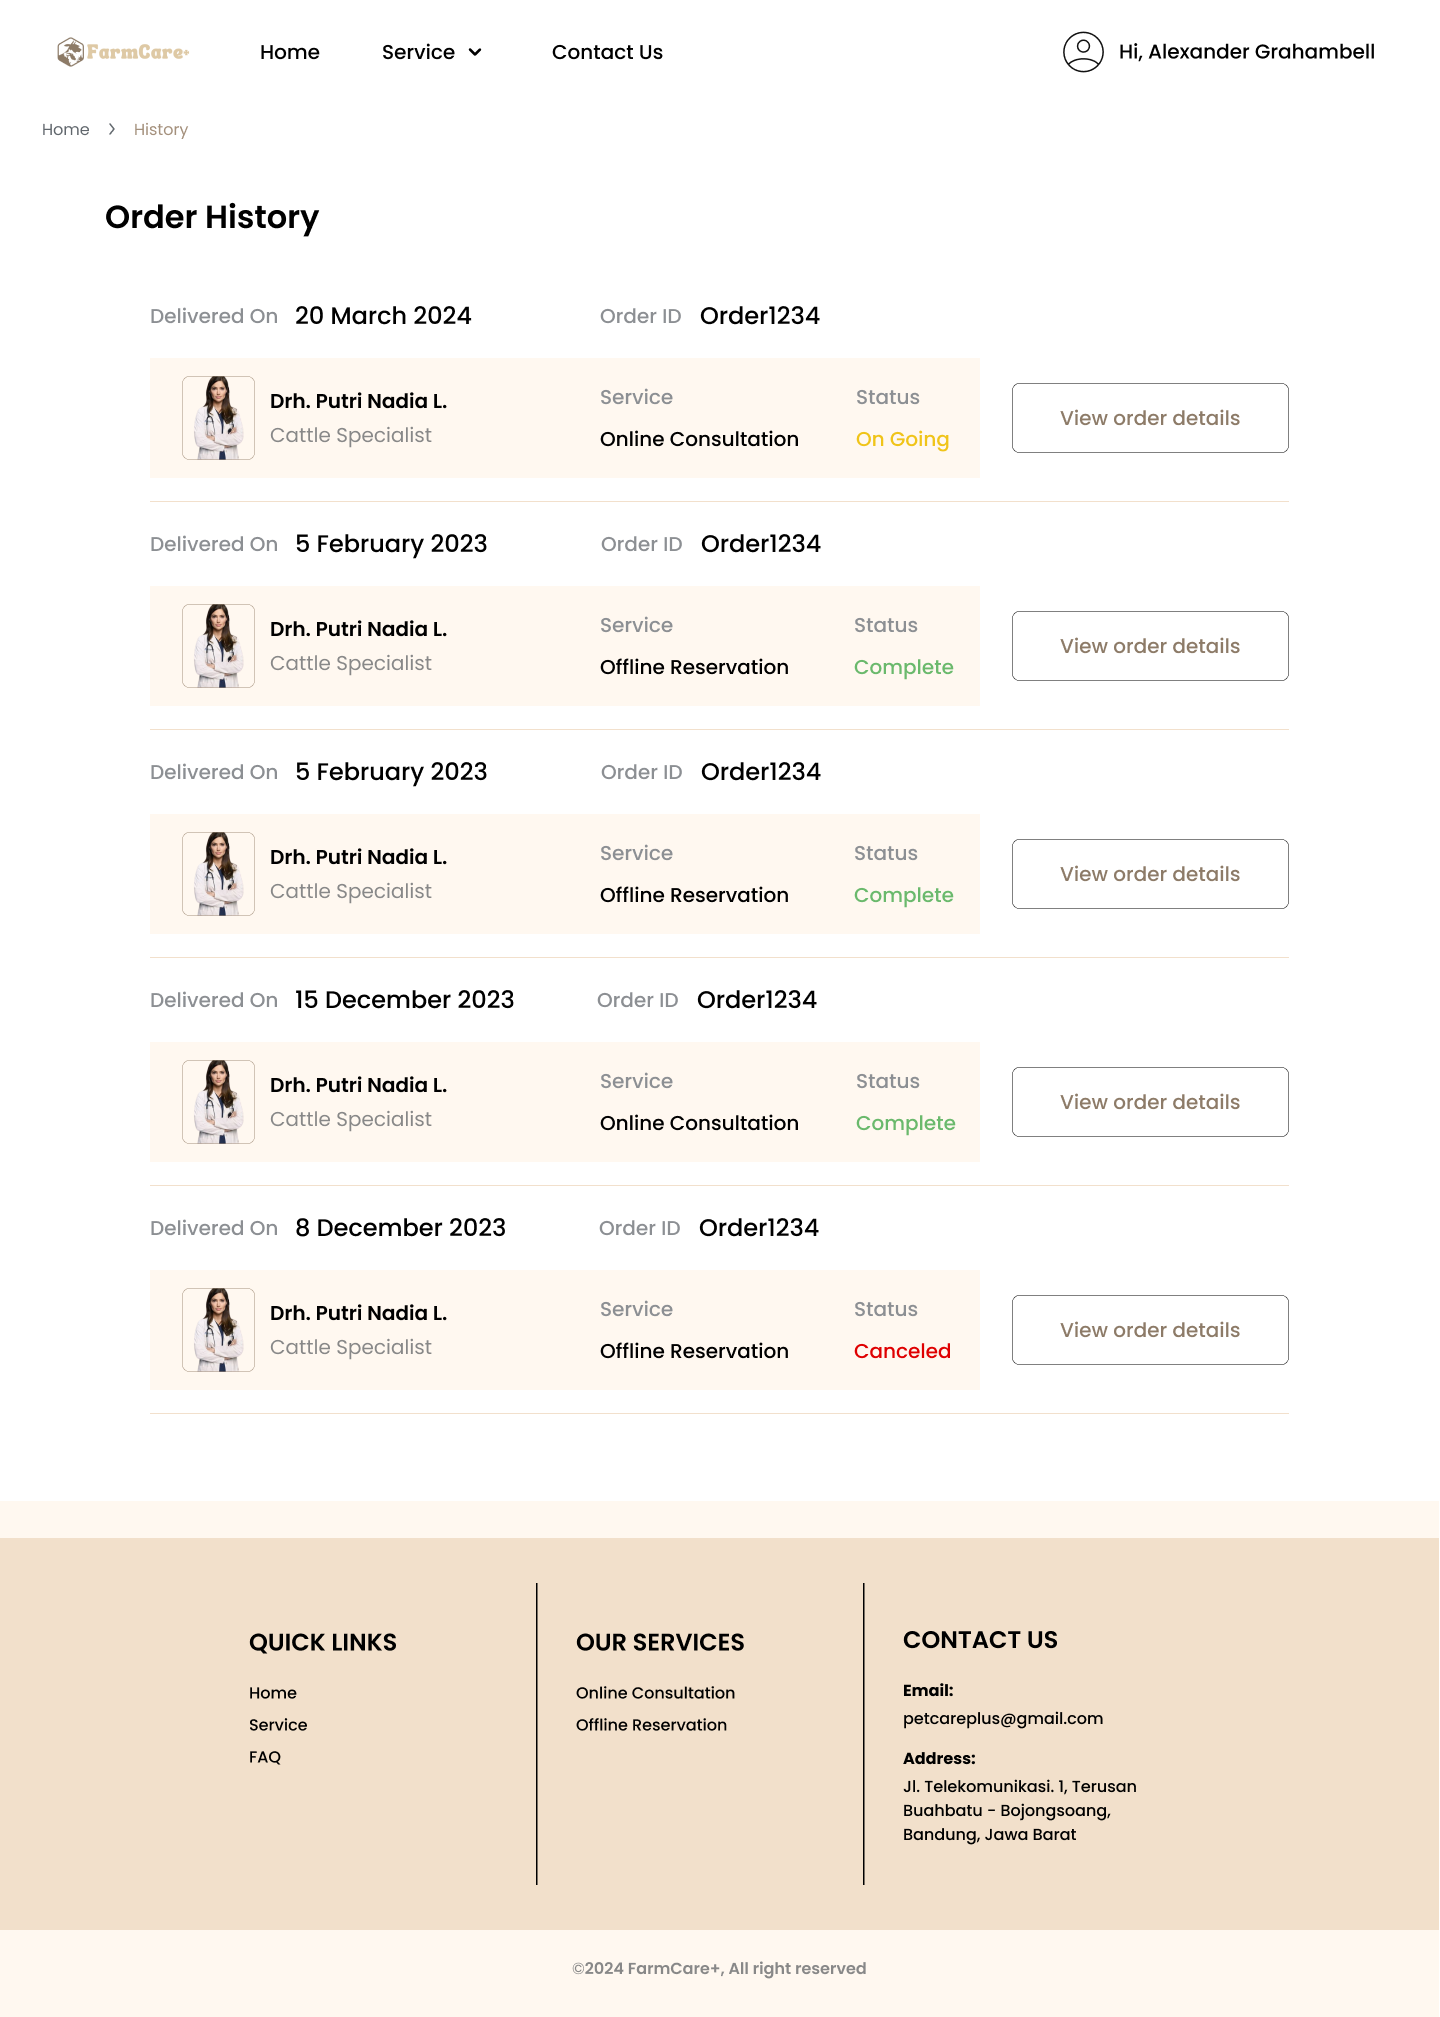 FarmCare+
Home Service Contact Us Hi, Alexander Grahambell
Home > History
Order History
Delivered On 20 March 2024 Order ID Order1234
Drh. Putri Nadia L. Service Status
Cattle Specialist Online Consultation On Going
View order details
Delivered On 5 February 2023 Order ID Order1234
Drh. Putri Nadia L. Service Status
Cattle Specialist Offline Reservation Complete
View order details
Delivered On 5 February 2023 Order ID Order1234
Drh. Putri Nadia L. Service Status
Cattle Specialist Offline Reservation Complete
View order details
Delivered On 15 December 2023 Order ID Order1234
Drh. Putri Nadia L. Service Status
Cattle Specialist Online Consultation Complete
View order details
Delivered On 8 December 2023 Order ID Order1234
Drh. Putri Nadia L. Service Status
Cattle Specialist Offline Reservation Canceled
View order details
QUICK LINKS
Home
Service
FAQ
OUR SERVICES
Online Consultation
Offline Reservation
CONTACT US
Email:
petcareplus@gmail.com
Address:
Jl. Telekomunikasi. 1, Terusan
Buahbatu - Bojongsoang,
Bandung, Jawa Barat
©2024 FarmCare+, All right reserved